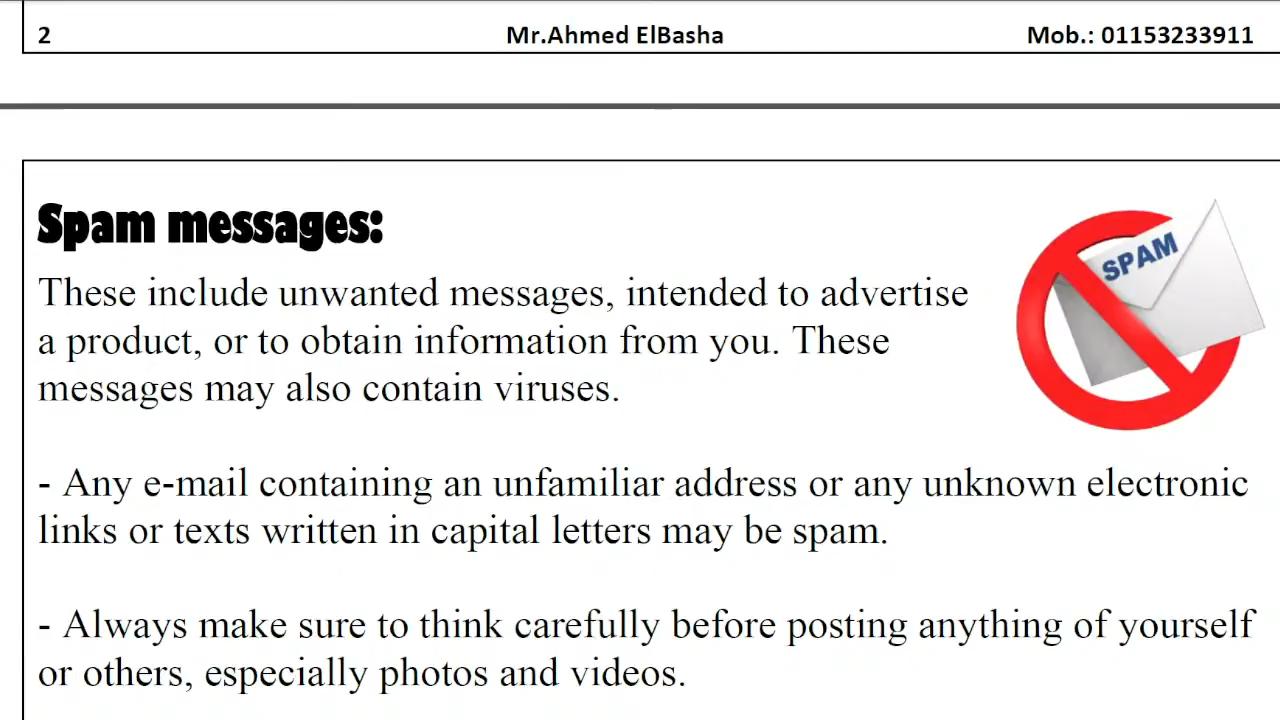 2 Mr.Ahmed ElBasha Mob.: 01153233911
Spam messages:
SPAM
These include unwanted messages, intended to advertise
a product, or to obtain information from you. These
messages may also contain viruses.
- Any e-mail containing an unfamiliar address or any unknown electronic
links or texts written in capital letters may be spam.
- Always make sure to think carefully before posting anything of yourself
or others, especially photos and videos.